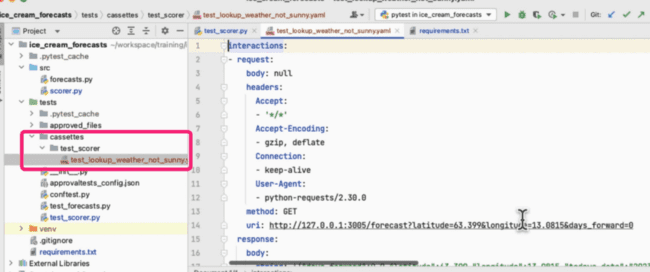 ice_cream_forecasts
tests
cassettes
test_scorer
test_lookup_weather_not_sunny.yaml
pytest in ice_cream_forecasts
Git:
Project
test_scorer.py
test_lookup_weather_not_sunny.yaml
requirements.txt
ice_cream_forecasts ~/workspace/training/
.pytest_cache
src
forecasts.py
scorer.py
tests
.pytest_cache
approved_files
cassettes
test_scorer
test_lookup_weather_not_sunny.y
approvaltests_config.json
conftest.py
test_forecasts.py
test_scorer.py
venv
.gitignore
requirements.txt
External Libraries
1 interactions:
2 - request:
3 body: null
4 headers:
5 Accept:
6 - '*/*'
7 Accept-Encoding:
8 - gzip, deflate
9 Connection:
10 - keep-alive
11 User-Agent:
12 - python-requests/2.30.0
13 method: GET
14 uri: http://127.0.0.1:3005/forecast?latitude=63.399&longitude=13.0815&days_forward=0
15 response:
16 body: